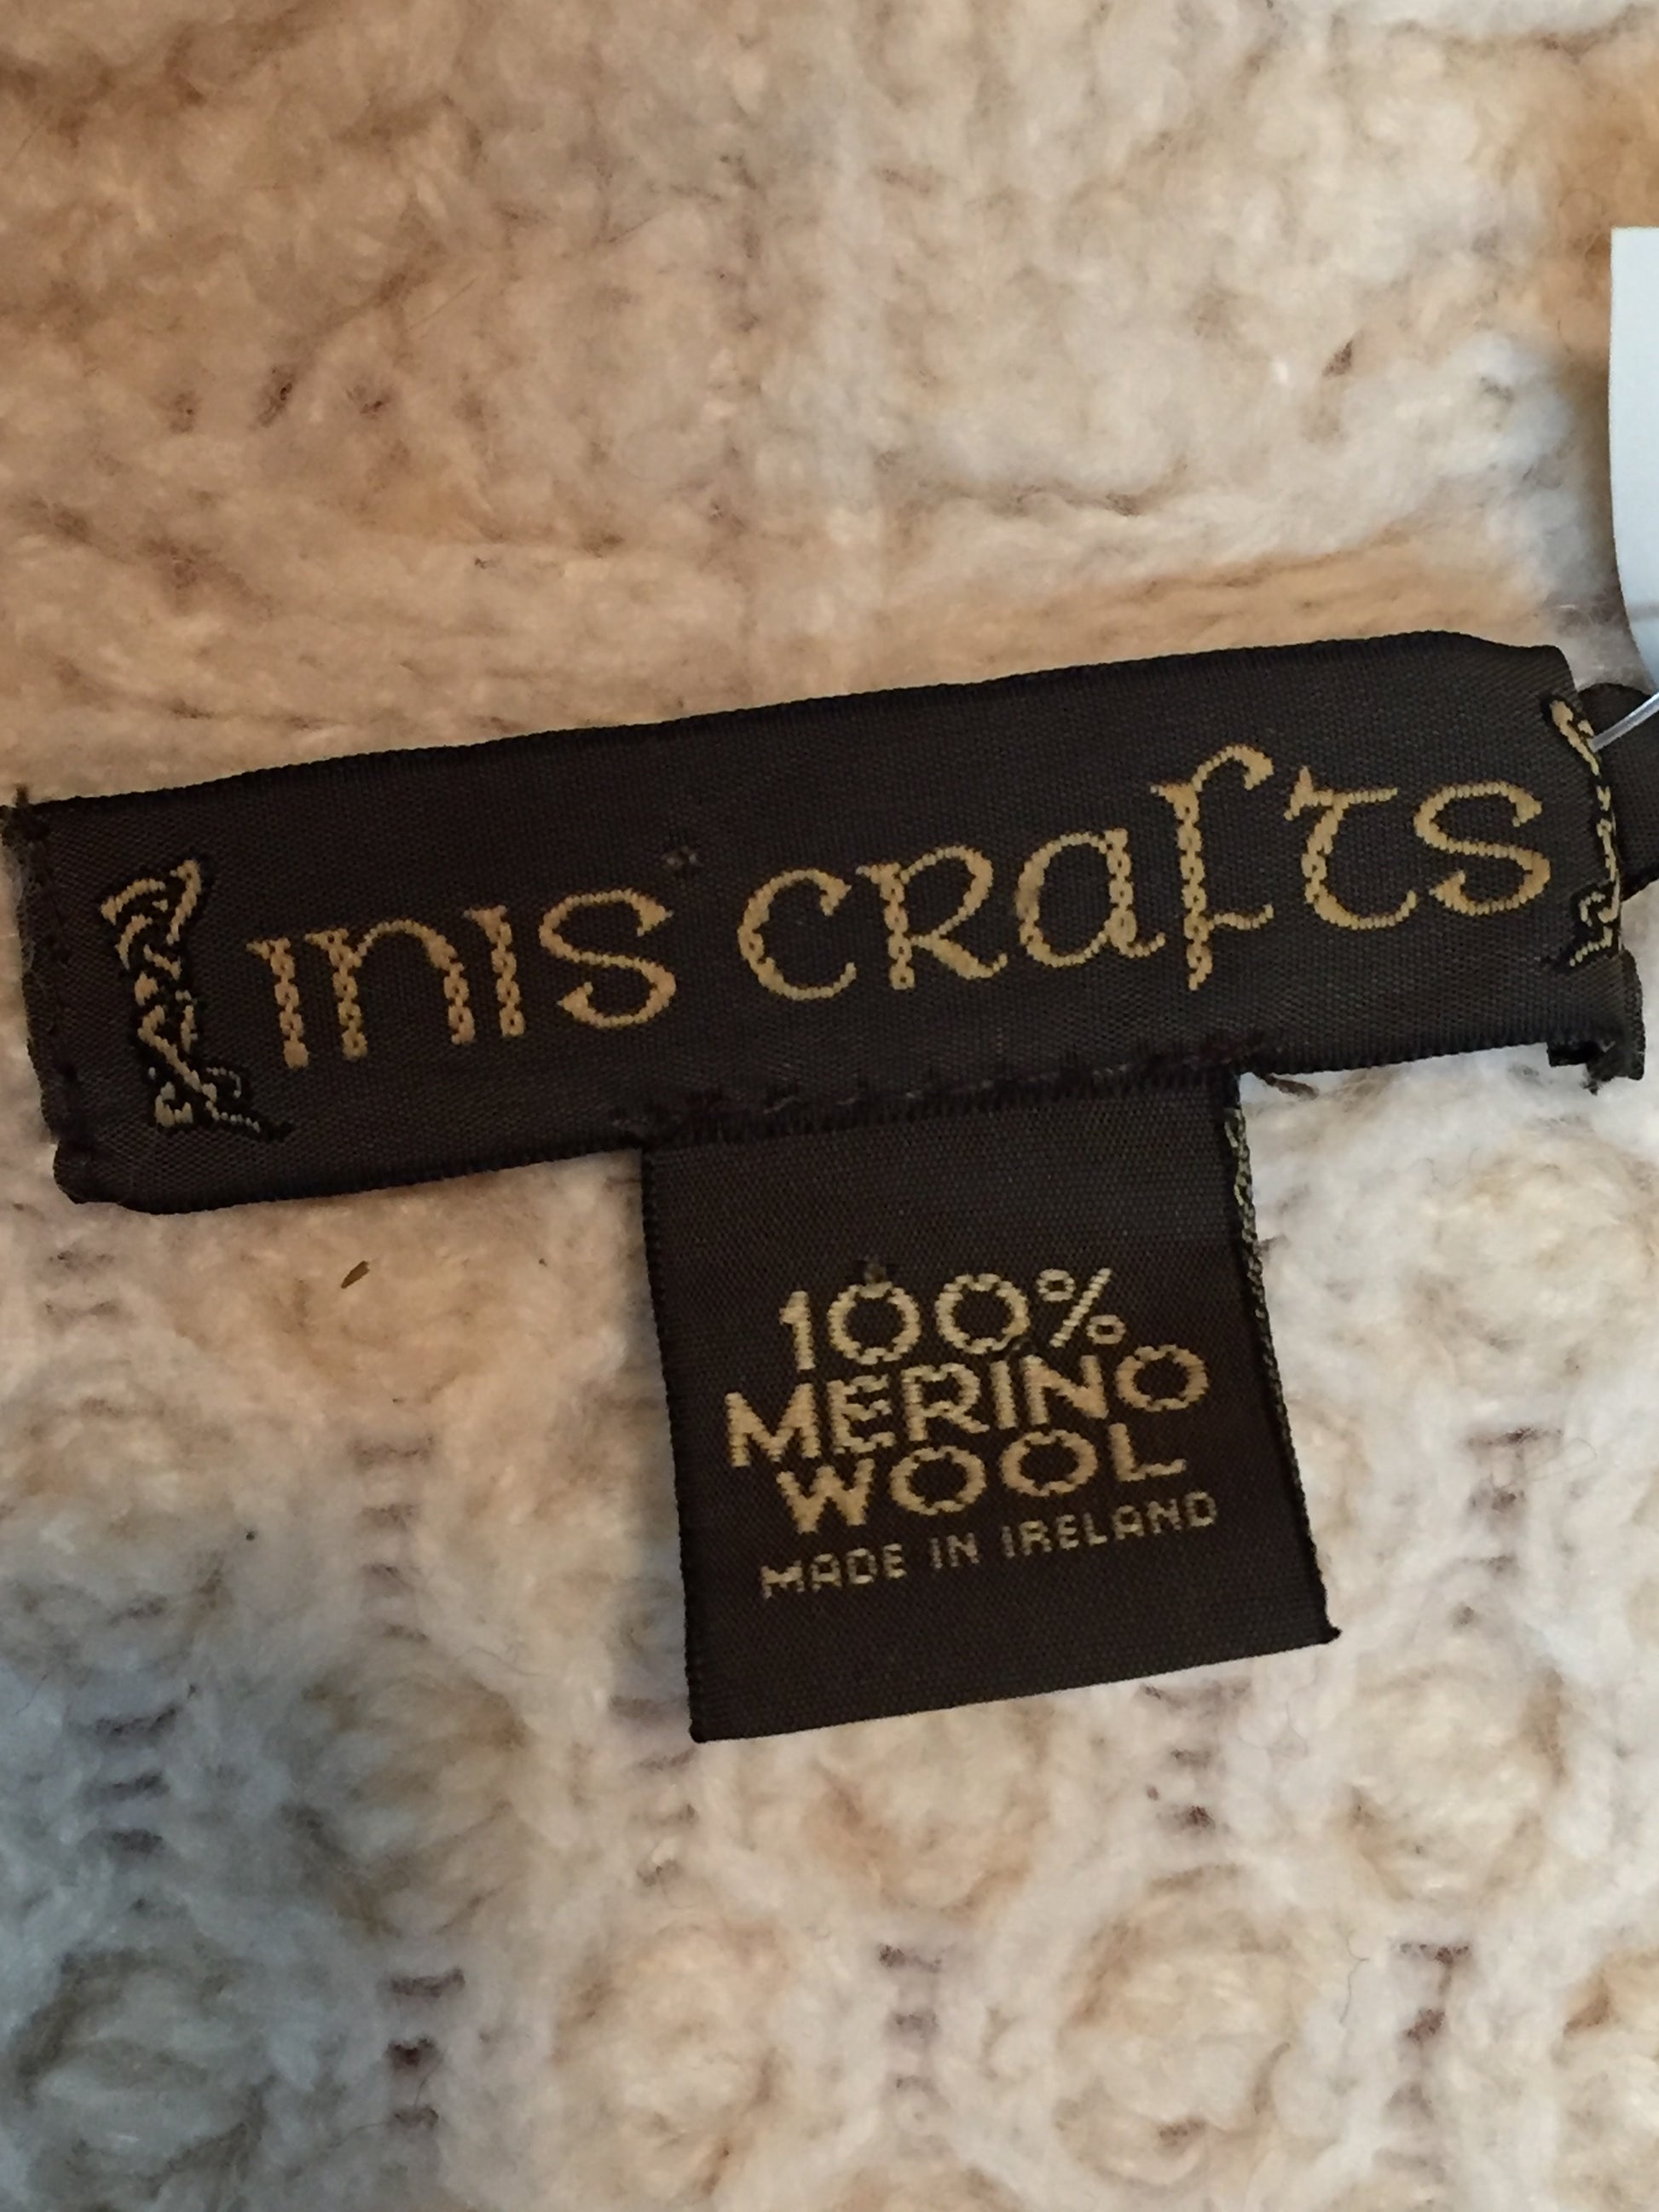 INIS CRAFTS
100%
MERINO
WOOL
MADE IN IRELAND